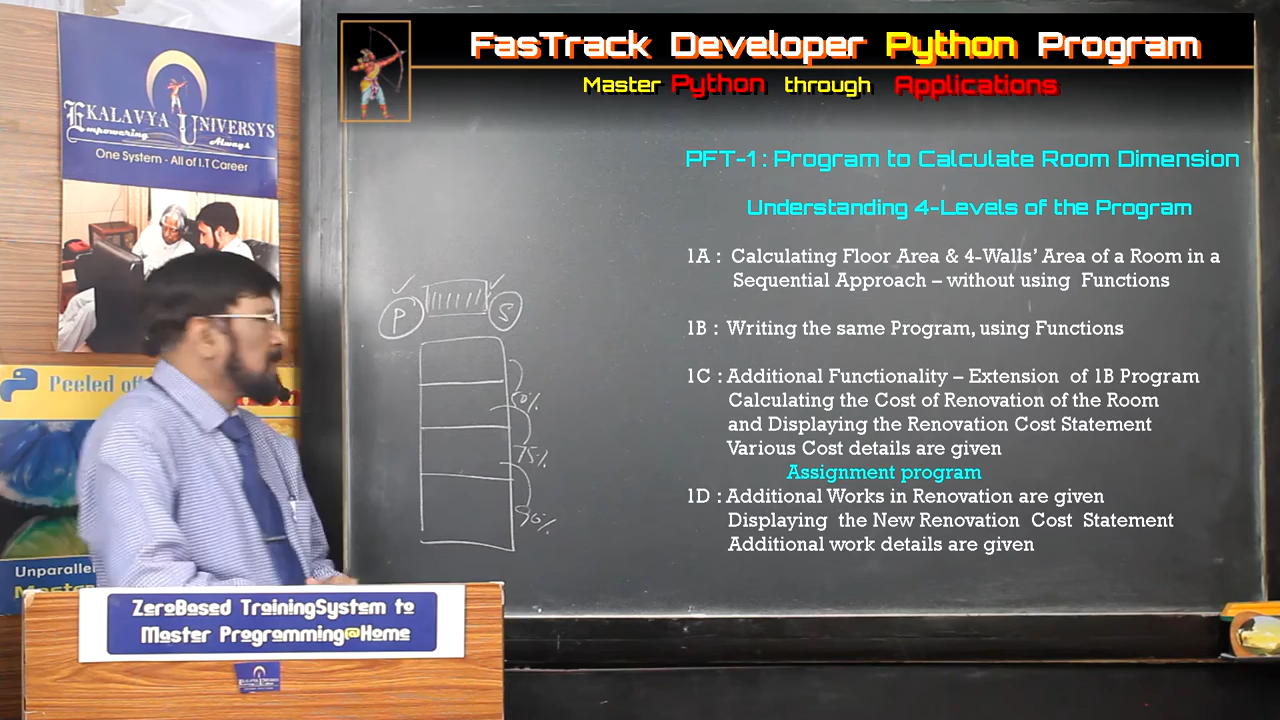 EKALAVYA UNIVERSYS
Empowering Always
One System - All of I.T Career
Peeled of
Unparalle
Maste
FasTrack Developer Python Program
Master Python through Applications
PFT-1 : Program to Calculate Room Dimension
Understanding 4-Levels of the Program
1A : Calculating Floor Area & 4-Walls' Area of a Room in a
Sequential Approach – without using Functions
1B : Writing the same Program, using Functions
1C : Additional Functionality – Extension of 1B Program
Calculating the Cost of Renovation of the Room
and Displaying the Renovation Cost Statement
Various Cost details are given
Assignment program
1D : Additional Works in Renovation are given
Displaying the New Renovation Cost Statement
Additional work details are given
P
S
50%
75%
90%
ZeroBased TrainingSystem to
Master Programming@Home
EKALAVYA UNIVERSYS